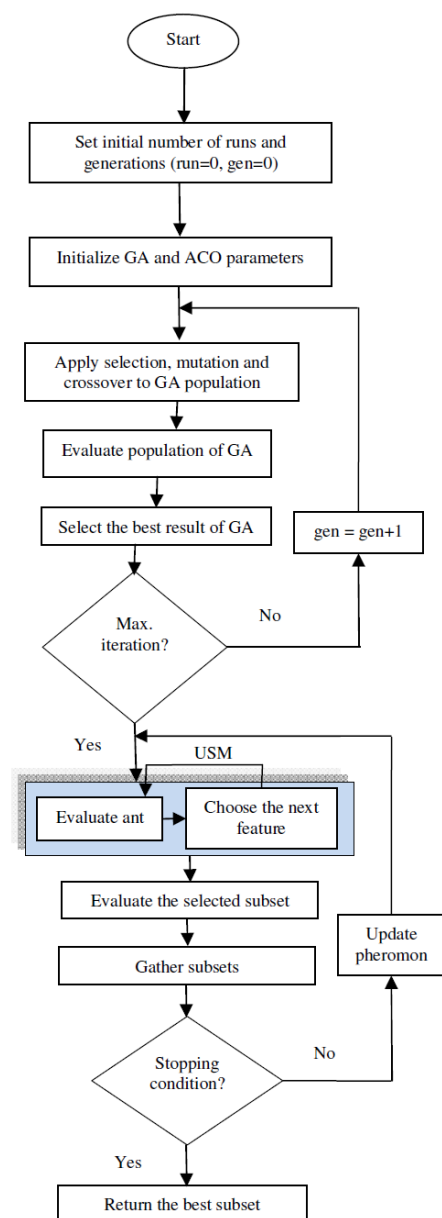 Start
Set initial number of runs and
generations (run=0, gen=0)
Initialize GA and ACO parameters
Apply selection, mutation and
crossover to GA population
Evaluate population of GA
Select the best result of GA
gen = gen+1
Max.
iteration?
No
Yes
USM
Evaluate ant
Choose the next
feature
Evaluate the selected subset
Update
pheromon
Gather subsets
Stopping
condition?
No
Yes
Return the best subset